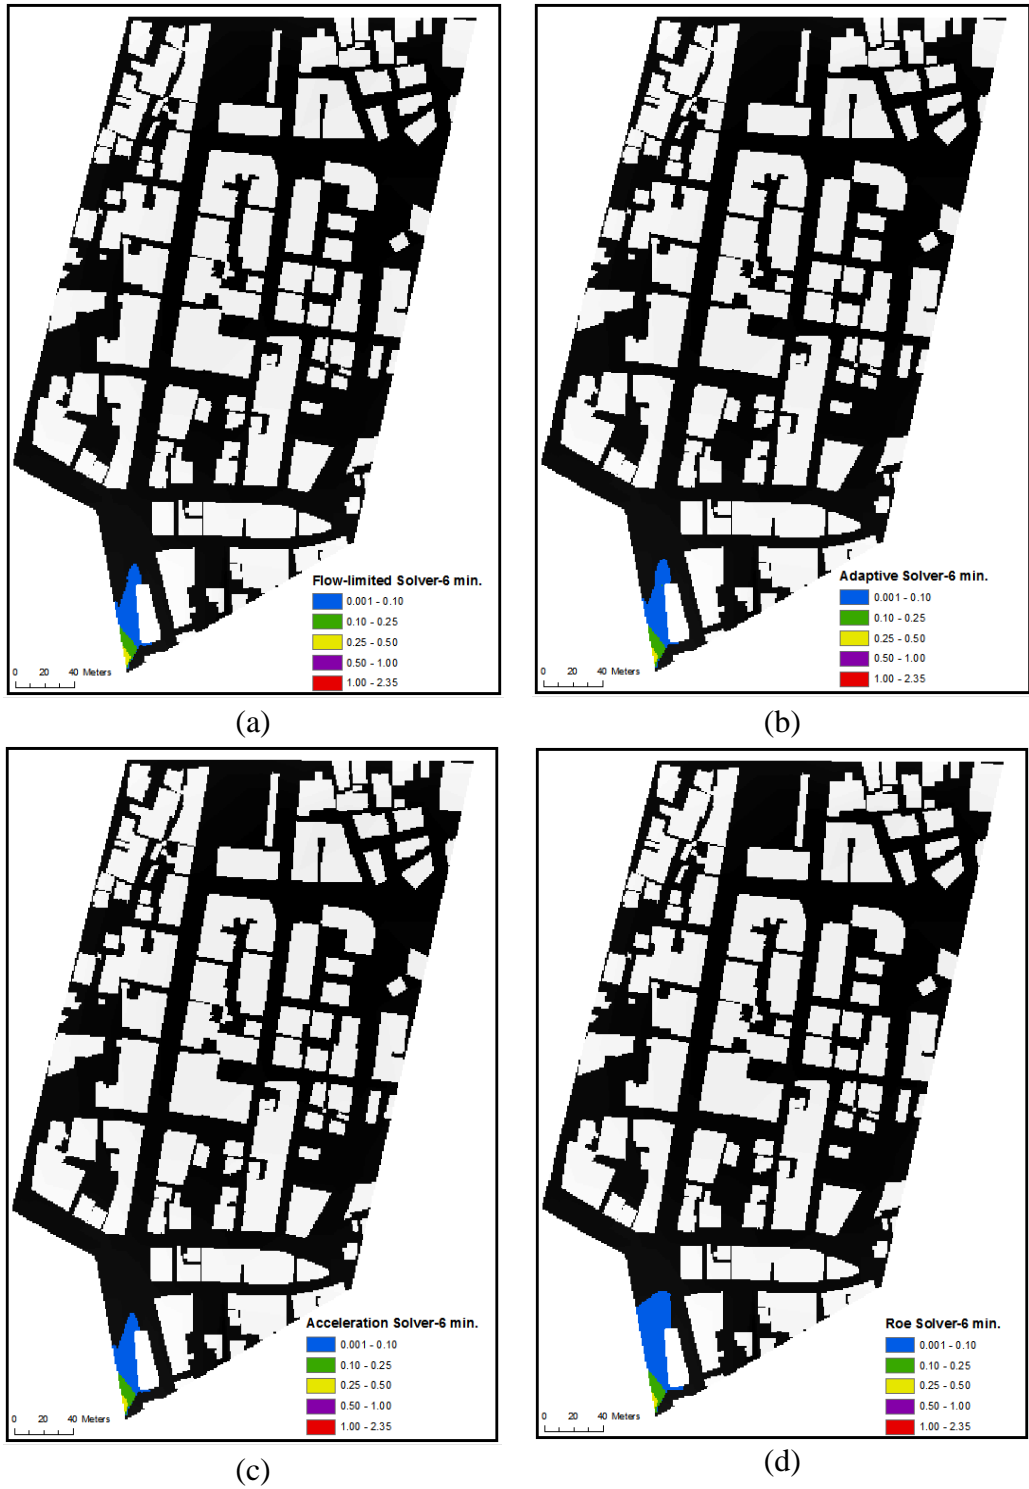 Flow-limited Solver-6 min.
0.001 - 0.10
0.10 - 0.25
0.25 - 0.50
0.50 - 1.00
1.00 - 2.35
0 20 40 Meters
(a)
Adaptive Solver-6 min.
0.001 - 0.10
0.10 - 0.25
0.25 - 0.50
0.50 - 1.00
1.00 - 2.35
0 20 40 Meters
(b)
Acceleration Solver-6 min.
0.001 - 0.10
0.10 - 0.25
0.25 - 0.50
0.50 - 1.00
1.00 - 2.35
0 20 40 Meters
(c)
Roe Solver-6 min.
0.001 - 0.10
0.10 - 0.25
0.25 - 0.50
0.50 - 1.00
1.00 - 2.35
0 20 40 Meters
(d)